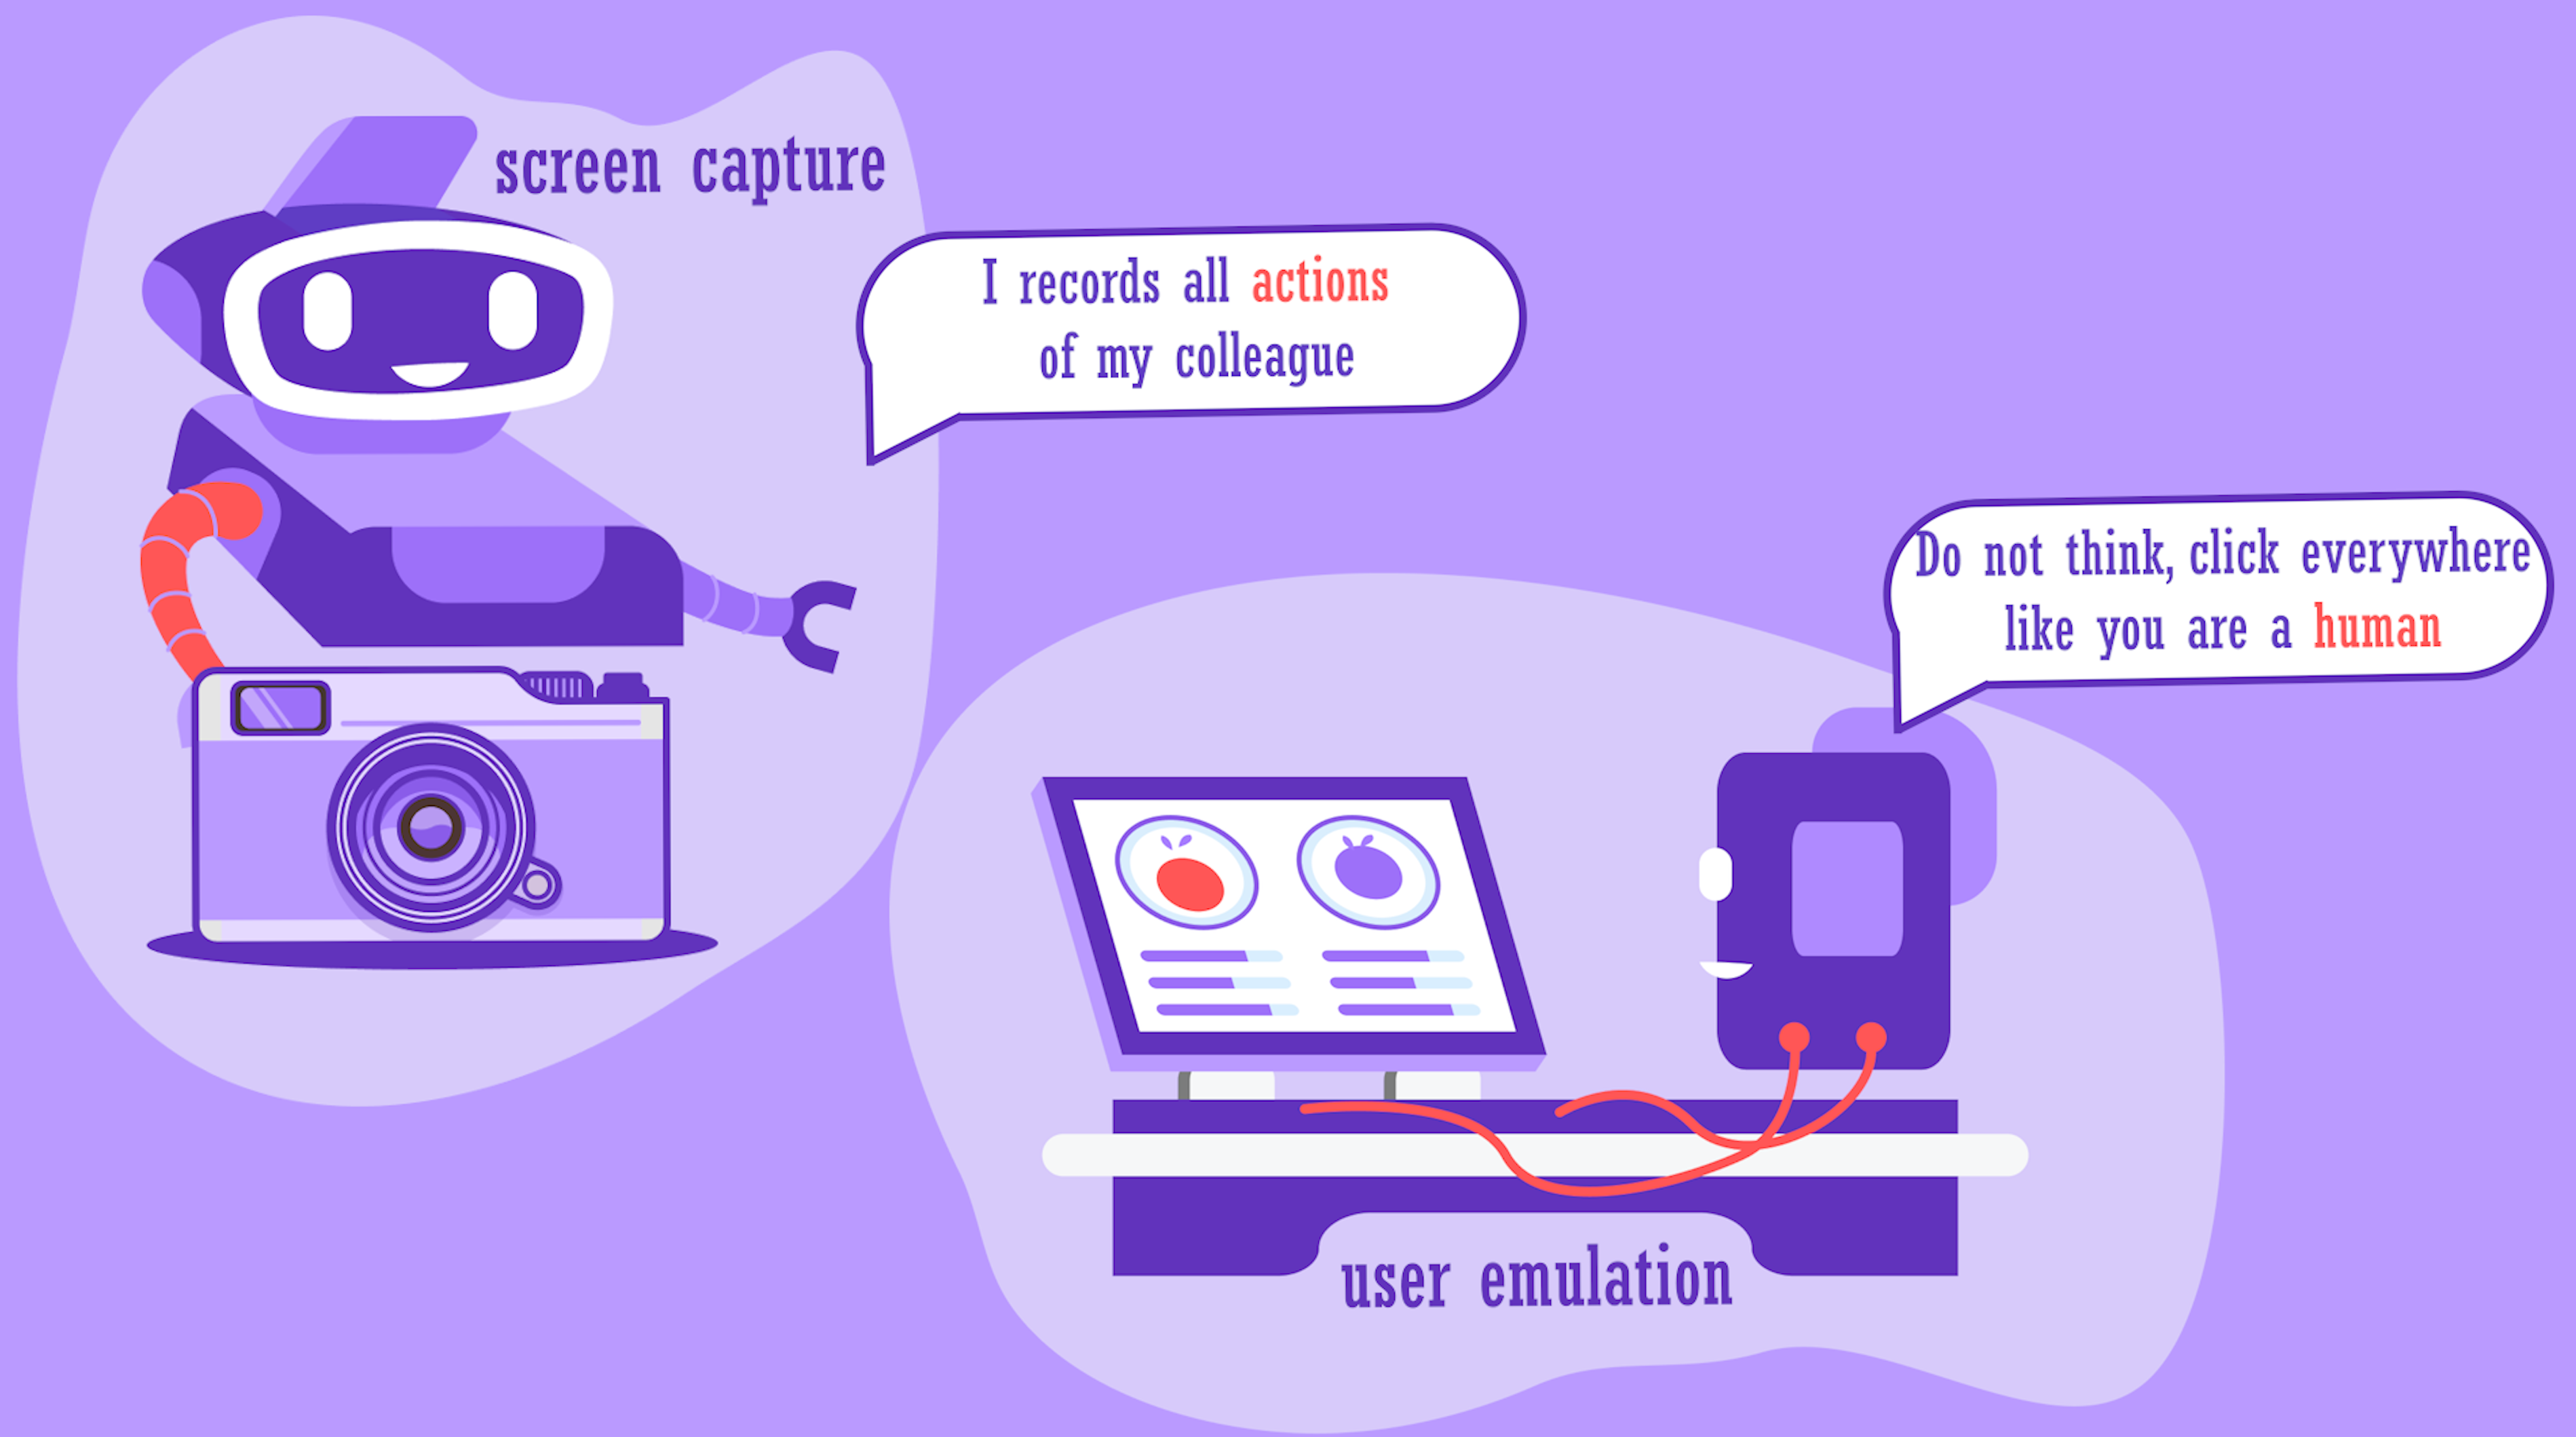 screen capture
I records all actions
of my colleague
Do not think, click everywhere
like you are a human
user emulation